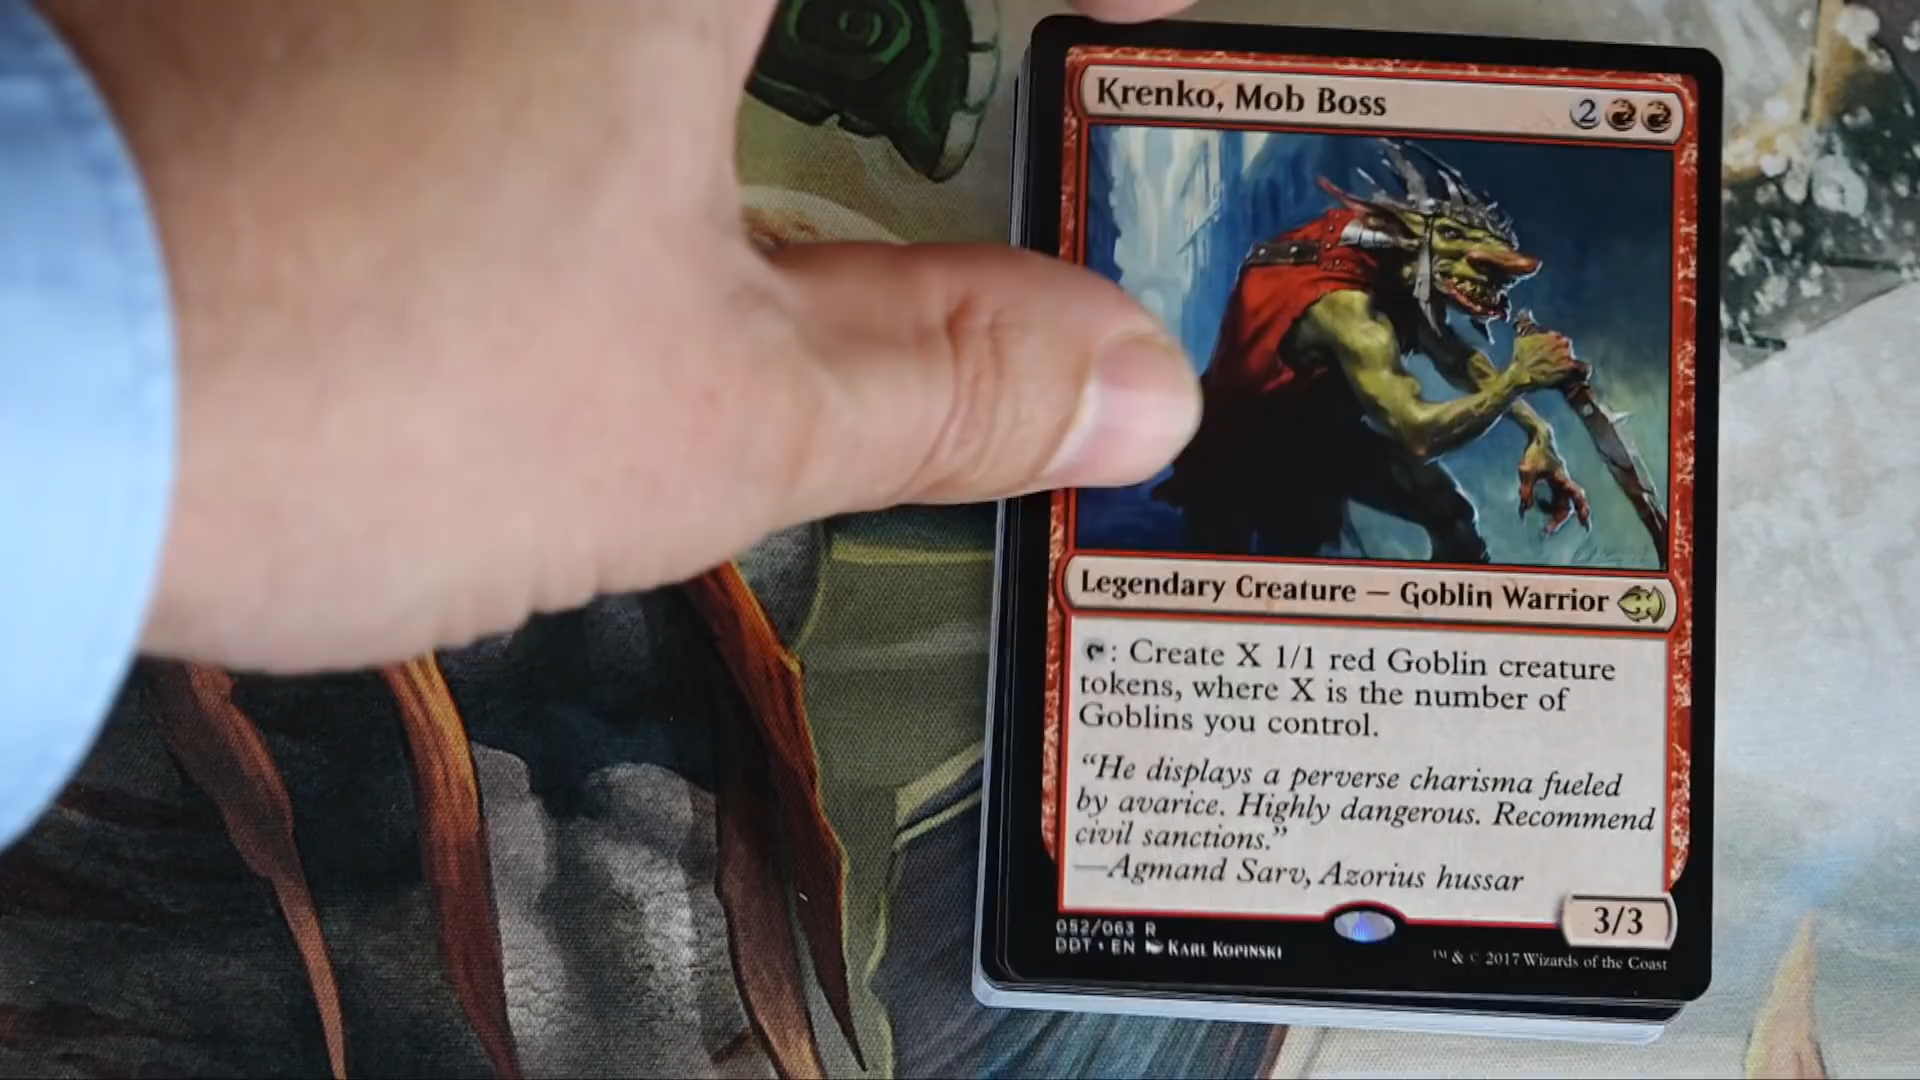 Krenko, Mob Boss 2
Legendary Creature — Goblin Warrior
: Create X 1/1 red Goblin creature
tokens, where X is the number of
Goblins you control.
“He displays a perverse charisma fueled
by avarice. Highly dangerous. Recommend
civil sanctions.”
—Agmand Sarv, Azorius hussar
3/3
052/063 R
DDT • EN Karl Kopinski
™ & © 2017 Wizards of the Coast